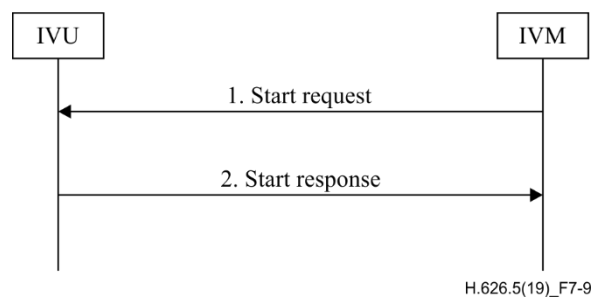 IVU
IVM
1. Start request
2. Start response
H.626.5(19)_F7-9